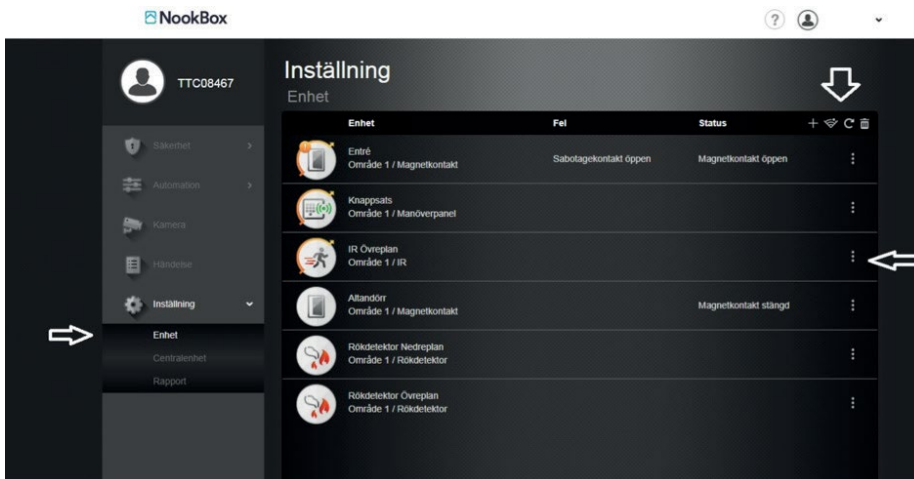 NookBox
?
TTC08467
Säkerhet
Automation
Kamera
Händelse
Inställning
Enhet
Centralenhet
Rapport
Inställning
Enhet
Enhet Fel Status
Entré
Område 1 / Magnetkontakt Sabotagekontakt öppen Magnetkontakt öppen
Knappsats
Område 1 / Manöverpanel
IR Övreplan
Område 1 / IR
Altandörr
Område 1 / Magnetkontakt Magnetkontakt stängd
Rökdetektor Nedreplan
Område 1 / Rökdetektor
Rökdetektor Övreplan
Område 1 / Rökdetektor